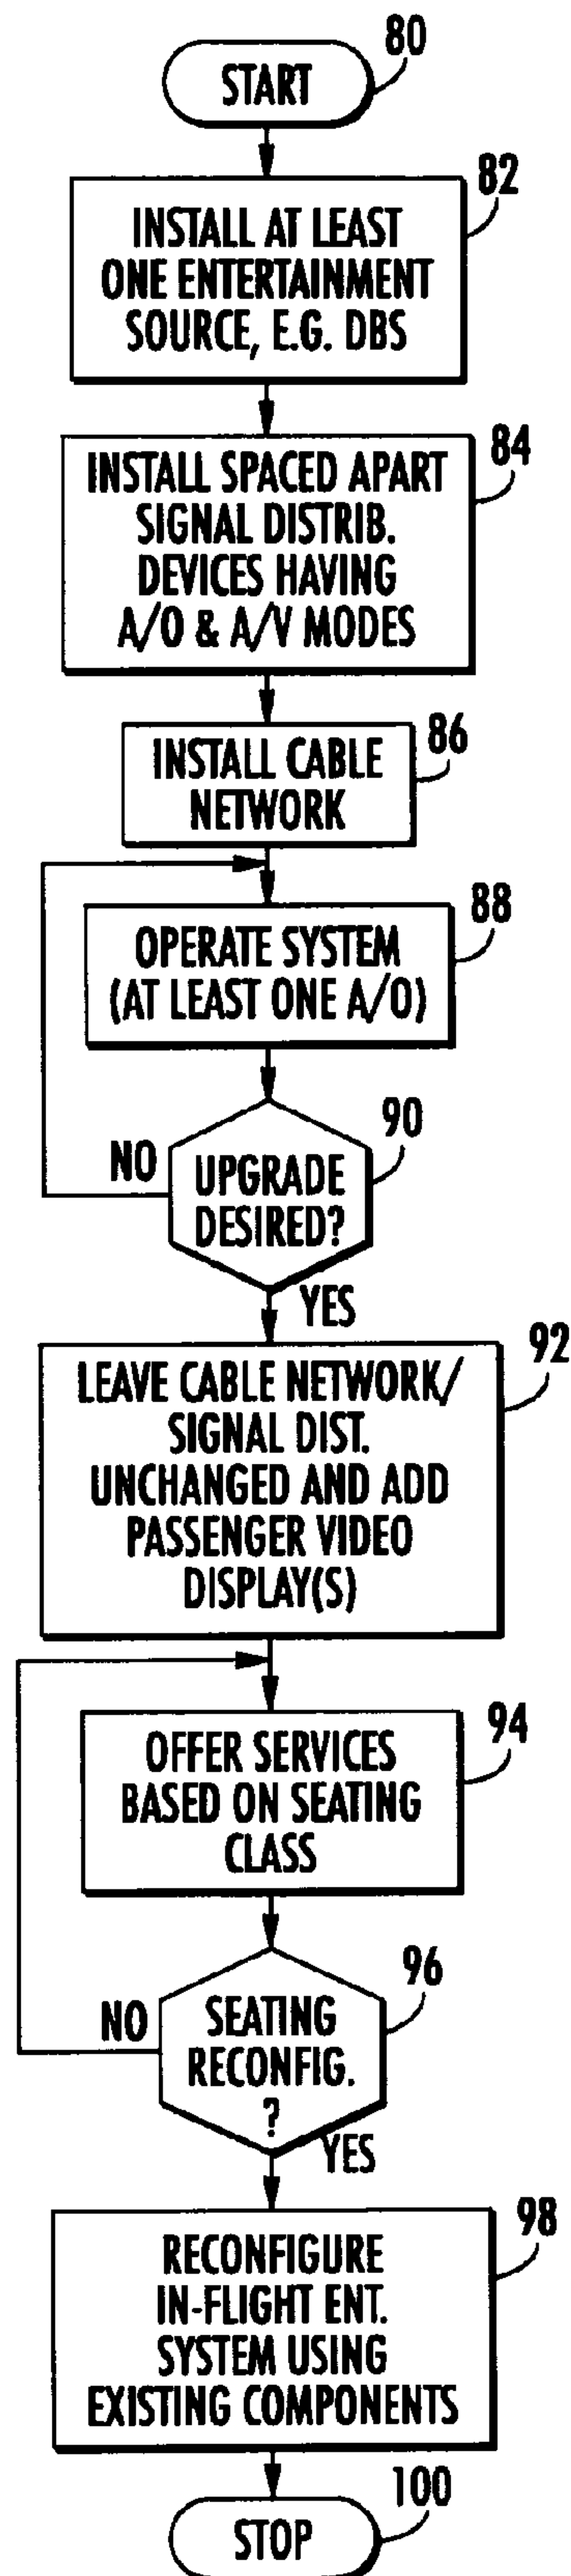 80
START
82
INSTALL AT LEAST
ONE ENTERTAINMENT
SOURCE, E.G. DBS
84
INSTALL SPACED APART
SIGNAL DISTRIB.
DEVICES HAVING
A/O & A/V MODES
86
INSTALL CABLE
NETWORK
88
OPERATE SYSTEM
(AT LEAST ONE A/O)
90
NO
UPGRADE
DESIRED?
YES
92
LEAVE CABLE NETWORK/
SIGNAL DIST.
UNCHANGED AND ADD
PASSENGER VIDEO
DISPLAY(S)
94
OFFER SERVICES
BASED ON SEATING
CLASS
96
NO
SEATING
RECONFIG.
?
YES
98
RECONFIGURE
IN-FLIGHT ENT.
SYSTEM USING
EXISTING COMPONENTS
100
STOP